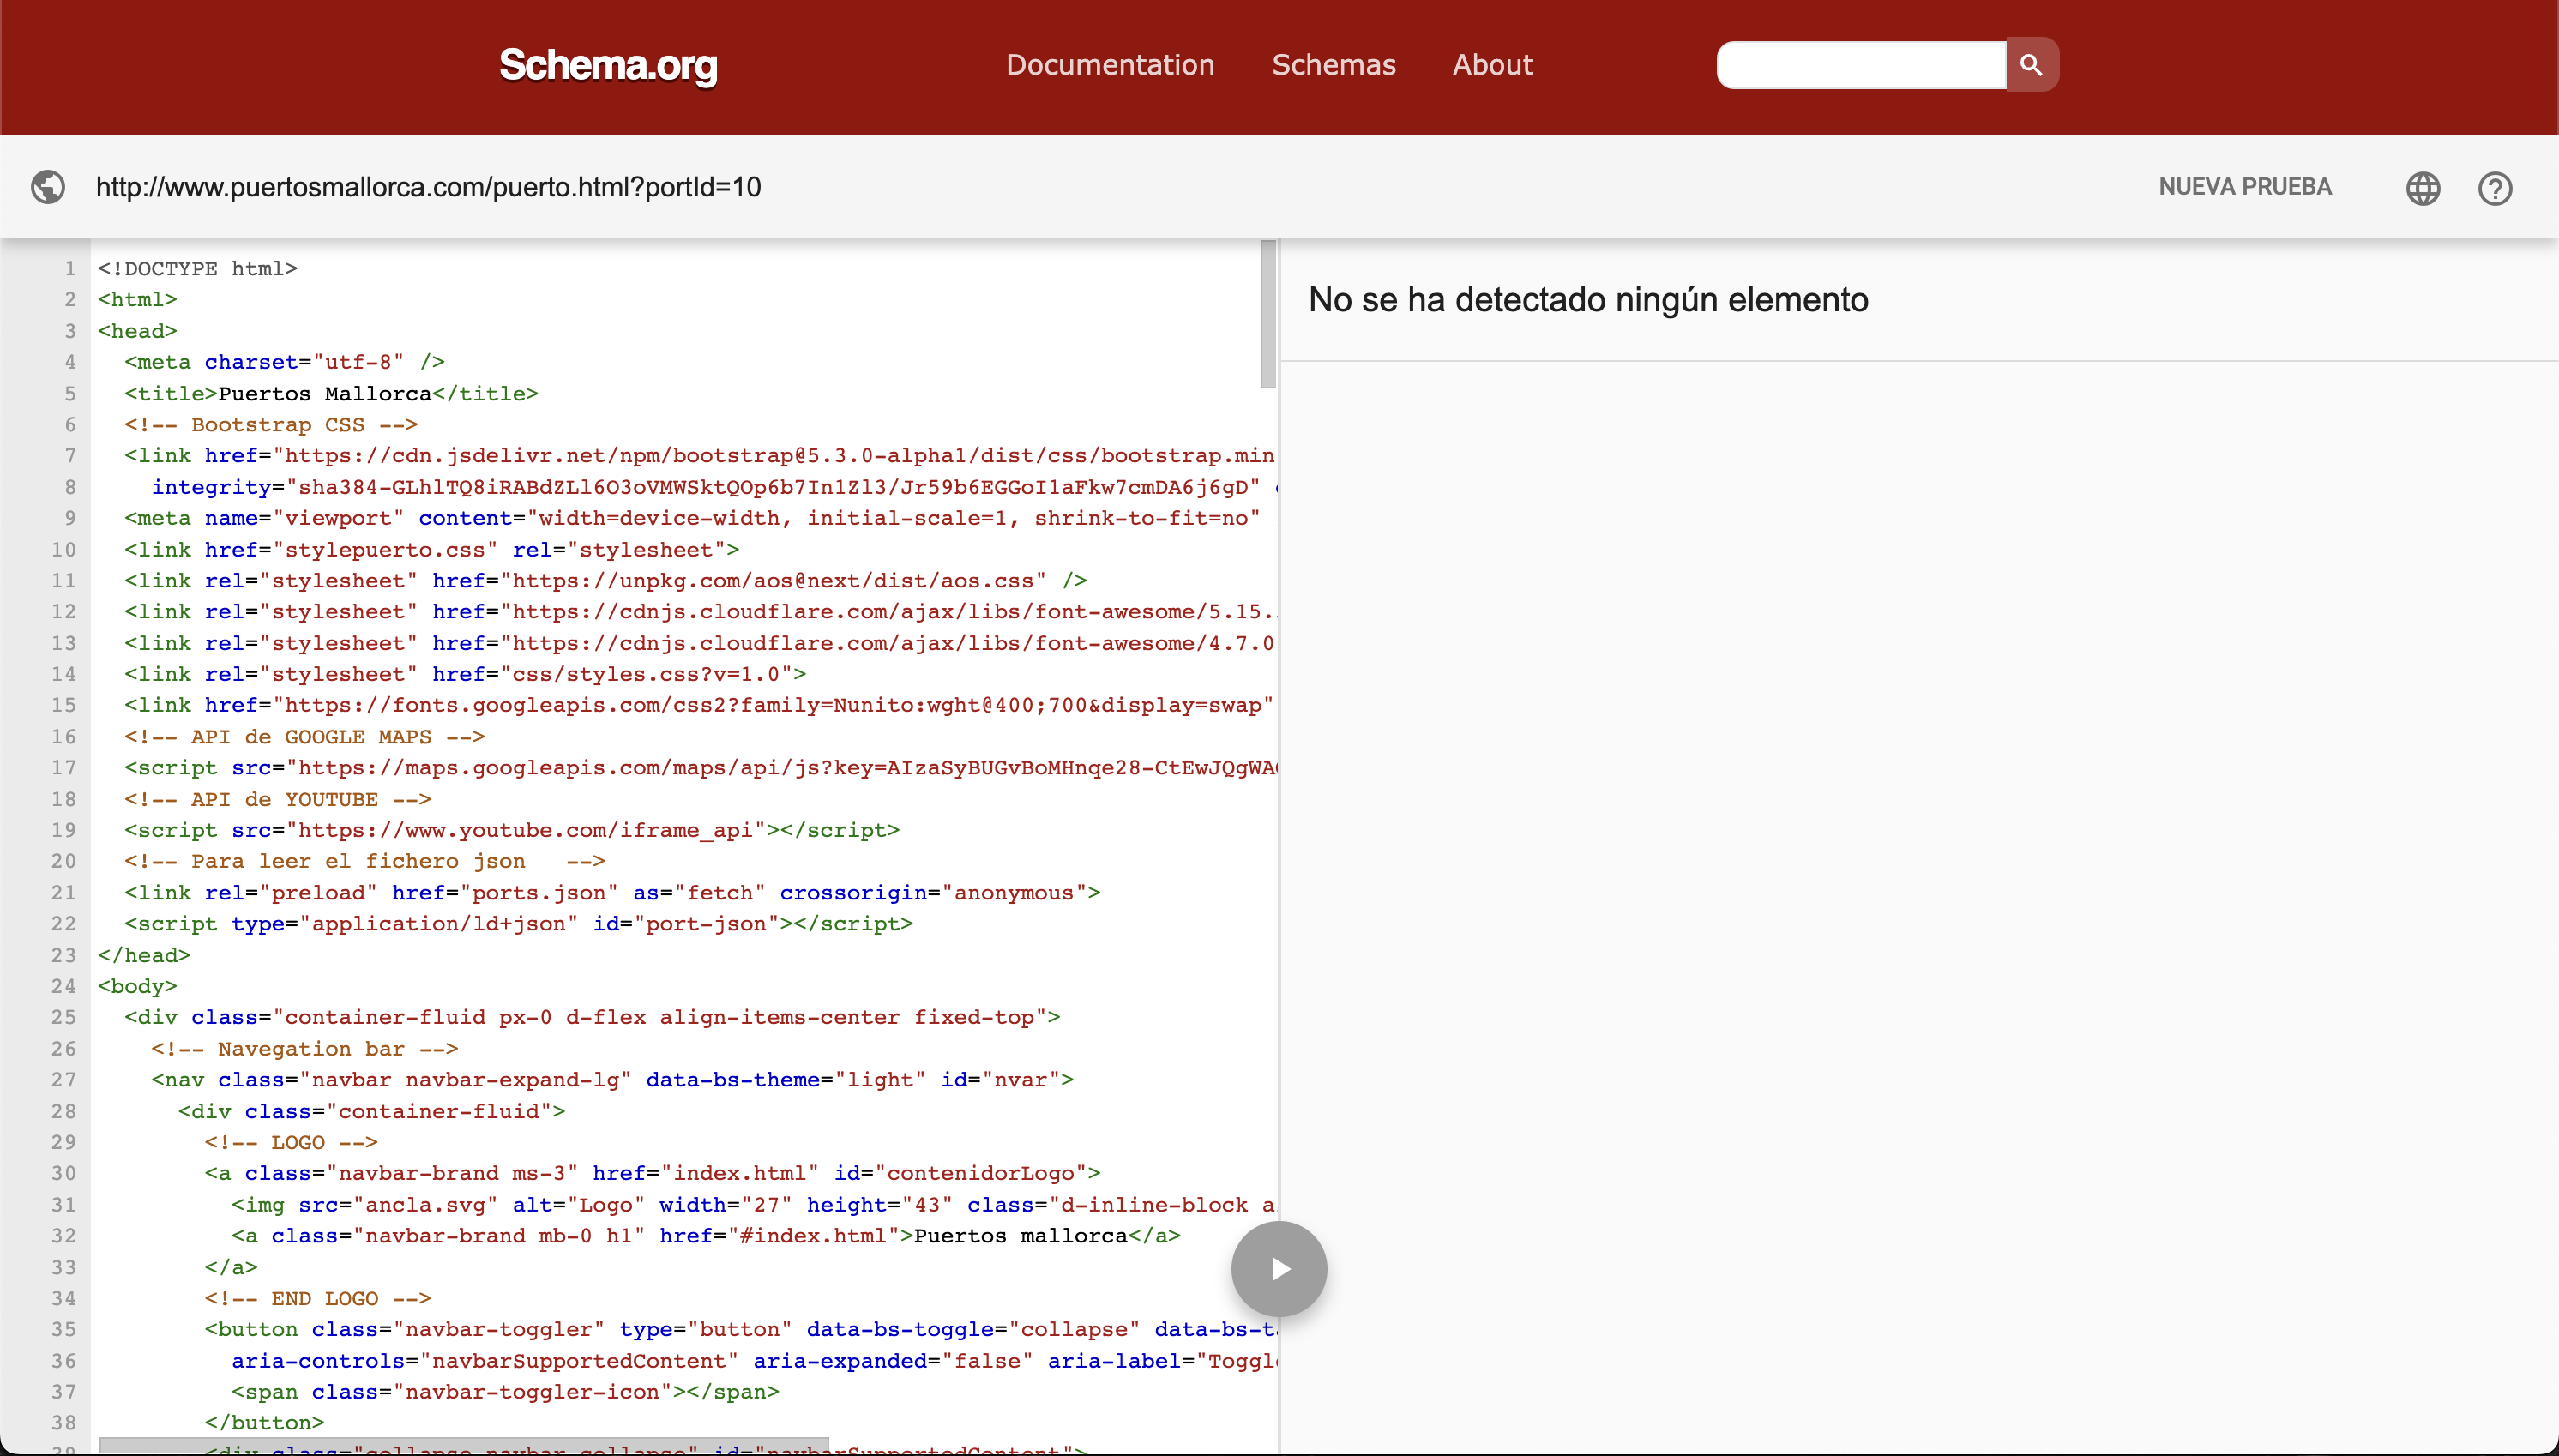 Schema.org
Documentation Schemas About
http://www.puertosmallorca.com/puerto.html?portId=10
NUEVA PRUEBA
1 <!DOCTYPE html>
2 <html>
3 <head>
4 <meta charset="utf-8" />
5 <title>Puertos Mallorca</title>
6 <!-- Bootstrap CSS -->
7 <link href="https://cdn.jsdelivr.net/npm/bootstrap@5.3.0-alpha1/dist/css/bootstrap.min
8 integrity="sha384-GLhlTQ8iRABdZLl6O3oVMWSktQOp6b7In1Zl3/Jr59b6EGGoI1aFkw7cmDA6j6gD"
9 <meta name="viewport" content="width=device-width, initial-scale=1, shrink-to-fit=no"
10 <link href="stylepuerto.css" rel="stylesheet">
11 <link rel="stylesheet" href="https://unpkg.com/aos@next/dist/aos.css" />
12 <link rel="stylesheet" href="https://cdnjs.cloudflare.com/ajax/libs/font-awesome/5.15.
13 <link rel="stylesheet" href="https://cdnjs.cloudflare.com/ajax/libs/font-awesome/4.7.0
14 <link rel="stylesheet" href="css/styles.css?v=1.0">
15 <link href="https://fonts.googleapis.com/css2?family=Nunito:wght@400;700&display=swap"
16 <!-- API de GOOGLE MAPS -->
17 <script src="https://maps.googleapis.com/maps/api/js?key=AIzaSyBUGvBoMHnqe28-CtEwJQgWA
18 <!-- API de YOUTUBE -->
19 <script src="https://www.youtube.com/iframe_api"></script>
20 <!-- Para leer el fichero json -->
21 <link rel="preload" href="ports.json" as="fetch" crossorigin="anonymous">
22 <script type="application/ld+json" id="port-json"></script>
23 </head>
24 <body>
25 <div class="container-fluid px-0 d-flex align-items-center fixed-top">
26 <!-- Navegation bar -->
27 <nav class="navbar navbar-expand-lg" data-bs-theme="light" id="nvar">
28 <div class="container-fluid">
29 <!-- LOGO -->
30 <a class="navbar-brand ms-3" href="index.html" id="contenidorLogo">
31 <img src="ancla.svg" alt="Logo" width="27" height="43" class="d-inline-block a
32 <a class="navbar-brand mb-0 h1" href="#index.html">Puertos mallorca</a>
33 </a>
34 <!-- END LOGO -->
35 <button class="navbar-toggler" type="button" data-bs-toggle="collapse" data-bs-t
36 aria-controls="navbarSupportedContent" aria-expanded="false" aria-label="Toggl
37 <span class="navbar-toggler-icon"></span>
38 </button>
39 <div class="collapse navbar-collapse" id="navbarSupportedContent">
No se ha detectado ningún elemento